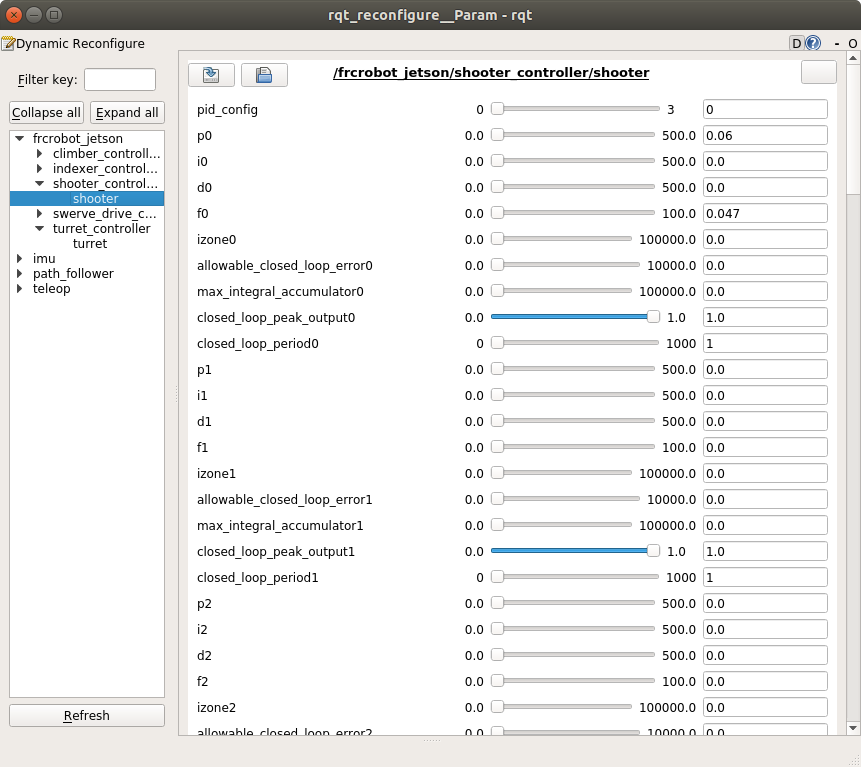 rqt_reconfigure__Param - rqt
Dynamic Reconfigure
D
?
- O
Filter key:
Collapse all
Expand all
frcrobot_jetson
climber_controll...
indexer_control...
shooter_control...
shooter
swerve_drive_c...
turret_controller
turret
imu
path_follower
teleop
Refresh
/frcrobot_jetson/shooter_controller/shooter
pid_config 0 3 0
p0 0.0 500.0 0.06
i0 0.0 500.0 0.0
d0 0.0 500.0 0.0
f0 0.0 100.0 0.047
izone0 0.0 100000.0 0.0
allowable_closed_loop_error0 0.0 10000.0 0.0
max_integral_accumulator0 0.0 100000.0 0.0
closed_loop_peak_output0 0.0 1.0 1.0
closed_loop_period0 0 1000 1
p1 0.0 500.0 0.0
i1 0.0 500.0 0.0
d1 0.0 500.0 0.0
f1 0.0 100.0 0.0
izone1 0.0 100000.0 0.0
allowable_closed_loop_error1 0.0 10000.0 0.0
max_integral_accumulator1 0.0 100000.0 0.0
closed_loop_peak_output1 0.0 1.0 1.0
closed_loop_period1 0 1000 1
p2 0.0 500.0 0.0
i2 0.0 500.0 0.0
d2 0.0 500.0 0.0
f2 0.0 100.0 0.0
izone2 0.0 100000.0 0.0
allowable_closed_loop_error2 0.0 10000.0 0.0